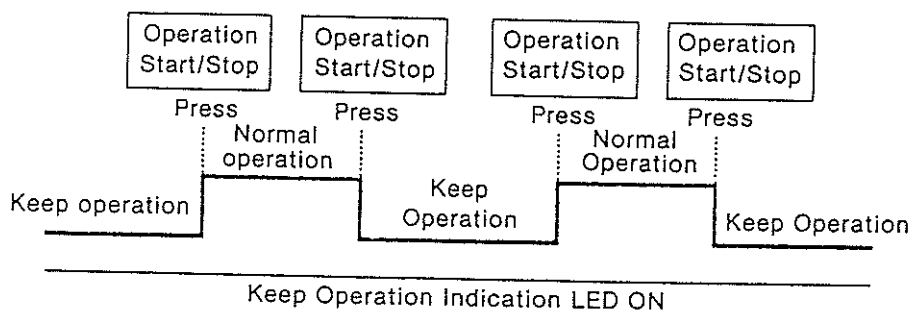 Operation
Start/Stop
Operation
Start/Stop
Operation
Start/Stop
Operation
Start/Stop
Press
Press
Press
Press
Normal
operation
Normal
Operation
Keep operation
Keep
Operation
Keep Operation
Keep Operation Indication LED ON